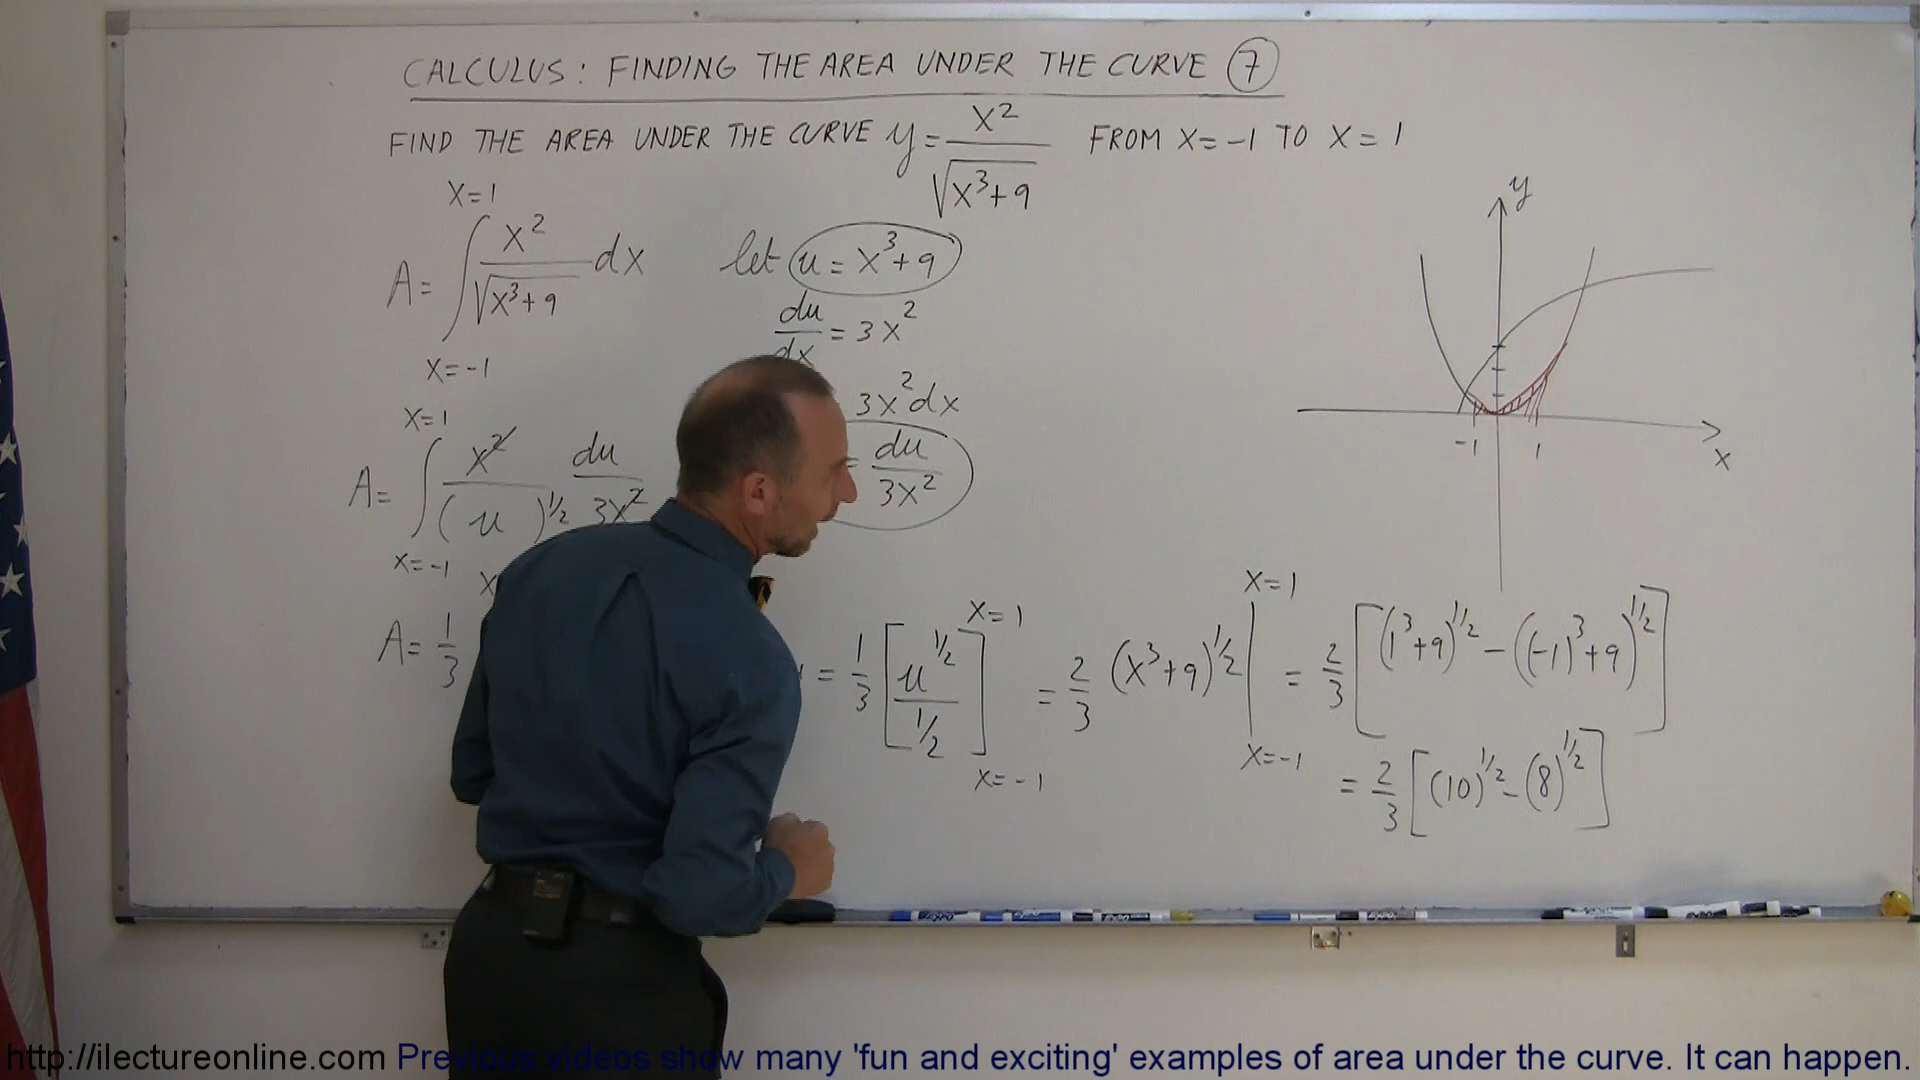 CALCULUS: FINDING THE AREA UNDER THE CURVE ⑦
FIND THE AREA UNDER THE CURVE y = x²/√(x³+9) FROM X = -1 TO X = 1
X=1
A = ∫ x²/√(x³+9) dx
X=-1
let u = x³+9
du/dx = 3x²
3x²dx
= du/3x²
X=1
A = ∫ x²/(u)^1/2 du/3x²
X=-1
A = 1/3
= 1/3 [u^1/2 / 1/2] X=1 X=-1
= 2/3 (x³+9)^1/2 | X=1 X=-1
= 2/3 [(1³+9)^1/2 - ((-1)³+9)^1/2]
= 2/3 [(10)^1/2 - (8)^1/2]
y
-1 1
x
EXPO
http://ilectureonline.com Previous videos show many 'fun and exciting' examples of area under the curve. It can happen.